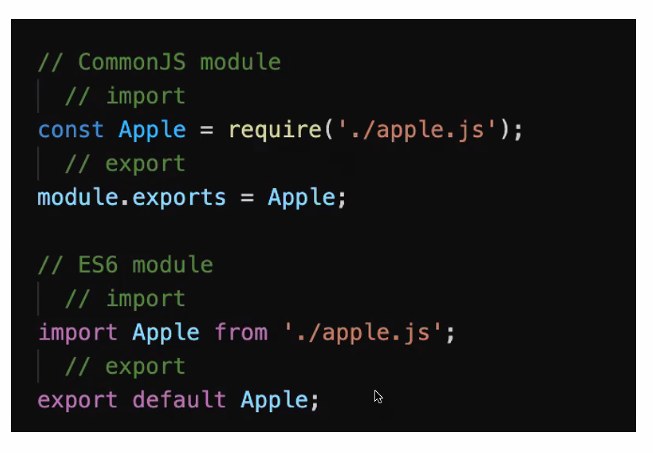 // CommonJS module
// import
const Apple = require('./apple.js');
// export
module.exports = Apple;
// ES6 module
// import
import Apple from './apple.js';
// export
export default Apple;